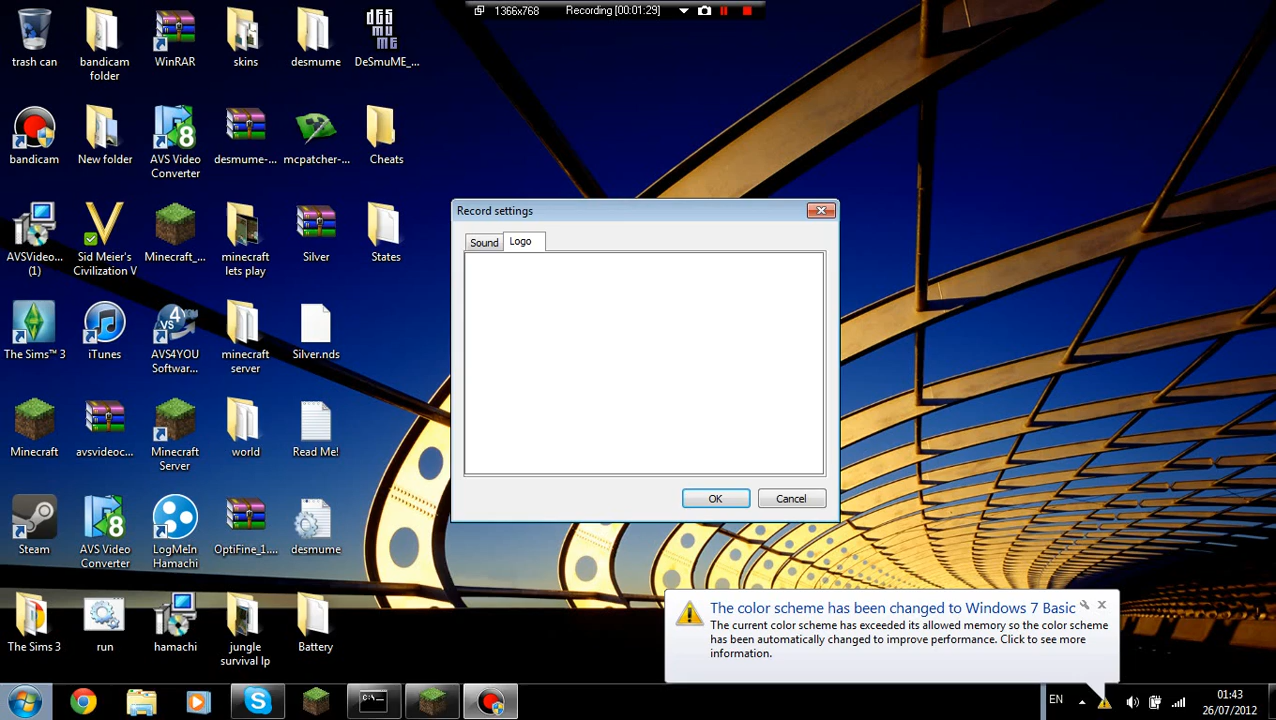 1366x768 Recording [00:01:29]
trash can
bandicam
folder
WinRAR
skins
desmume
DeSmuME_...
bandicam
New folder
AVS Video
Converter
desmume-...
mcpatcher-...
Cheats
AVSVideo...
(1)
Sid Meier's
Civilization V
Minecraft_...
minecraft
lets play
Silver
States
The Sims™ 3
iTunes
AVS4YOU
Softwar...
minecraft
server
Silver.nds
Minecraft
avsvideoc...
Minecraft
Server
world
Read Me!
Steam
AVS Video
Converter
LogMeIn
Hamachi
OptiFine_1....
desmume
The Sims 3
run
hamachi
jungle
survival lp
Battery
Record settings
Sound
Logo
OK
Cancel
The color scheme has been changed to Windows 7 Basic
The current color scheme has exceeded its allowed memory so the color scheme
has been automatically changed to improve performance. Click to see more
information.
EN
01:43
26/07/2012